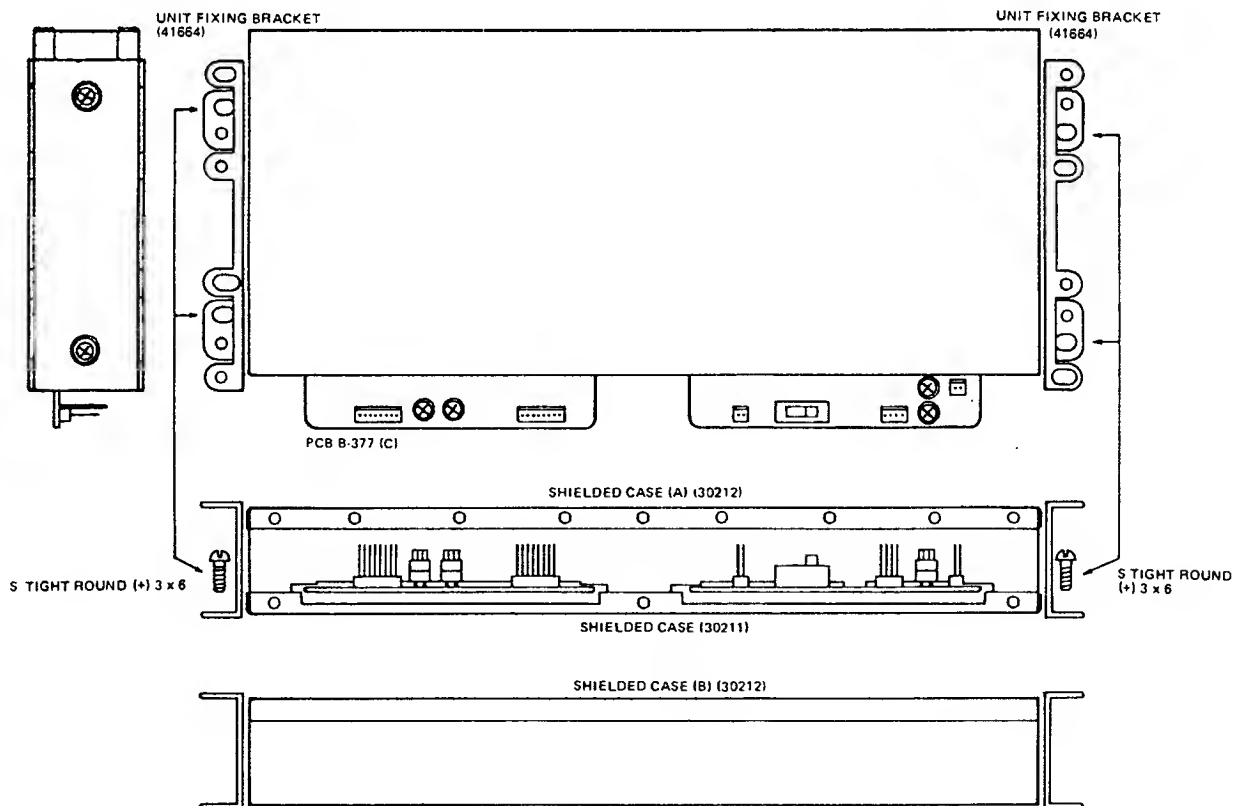 UNIT FIXING BRACKET
(41664)
UNIT FIXING BRACKET
(41664)
PCB B-377 (C)
SHIELDED CASE (A) (30212)
S TIGHT ROUND (+) 3 x 6
S TIGHT ROUND
(+) 3 x 6
SHIELDED CASE (30211)
SHIELDED CASE (B) (30212)